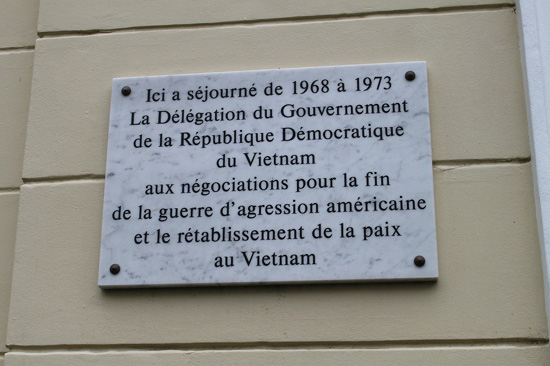 Ici a séjourné de 1968 à 1973
La Délégation du Gouvernement
de la République Démocratique
du Vietnam
aux négociations pour la fin
de la guerre d'agression américaine
et le rétablissement de la paix
au Vietnam